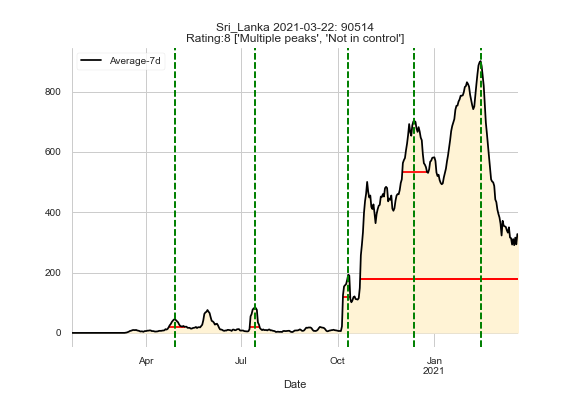 Sri_Lanka 2021-03-22: 90514
Rating:8 ['Multiple peaks', 'Not in control']
Average-7d
800
600
400
200
0
Apr
Jul
Oct
Jan
2021
Date